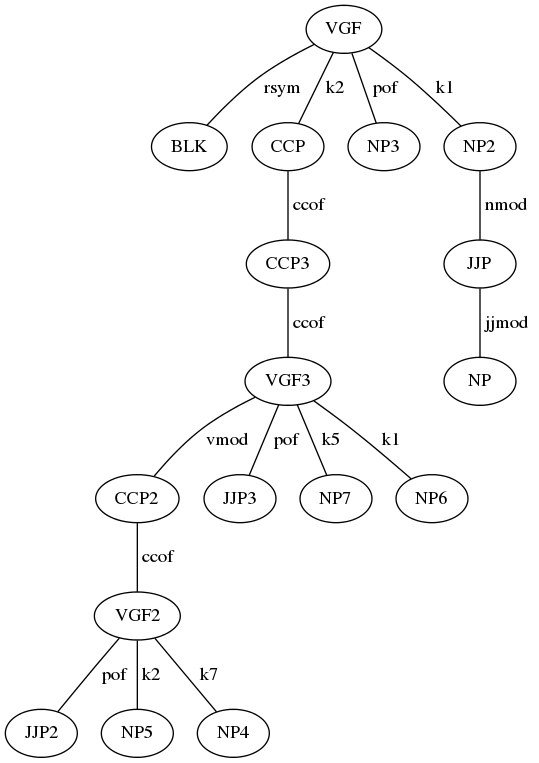 VGF
rsym k2 pof k1
BLK CCP NP3 NP2
ccof nmod
CCP3 JJP
ccof jjmod
VGF3 NP
vmod pof k5 k1
CCP2 JJP3 NP7 NP6
ccof
VGF2
pof k2 k7
JJP2 NP5 NP4